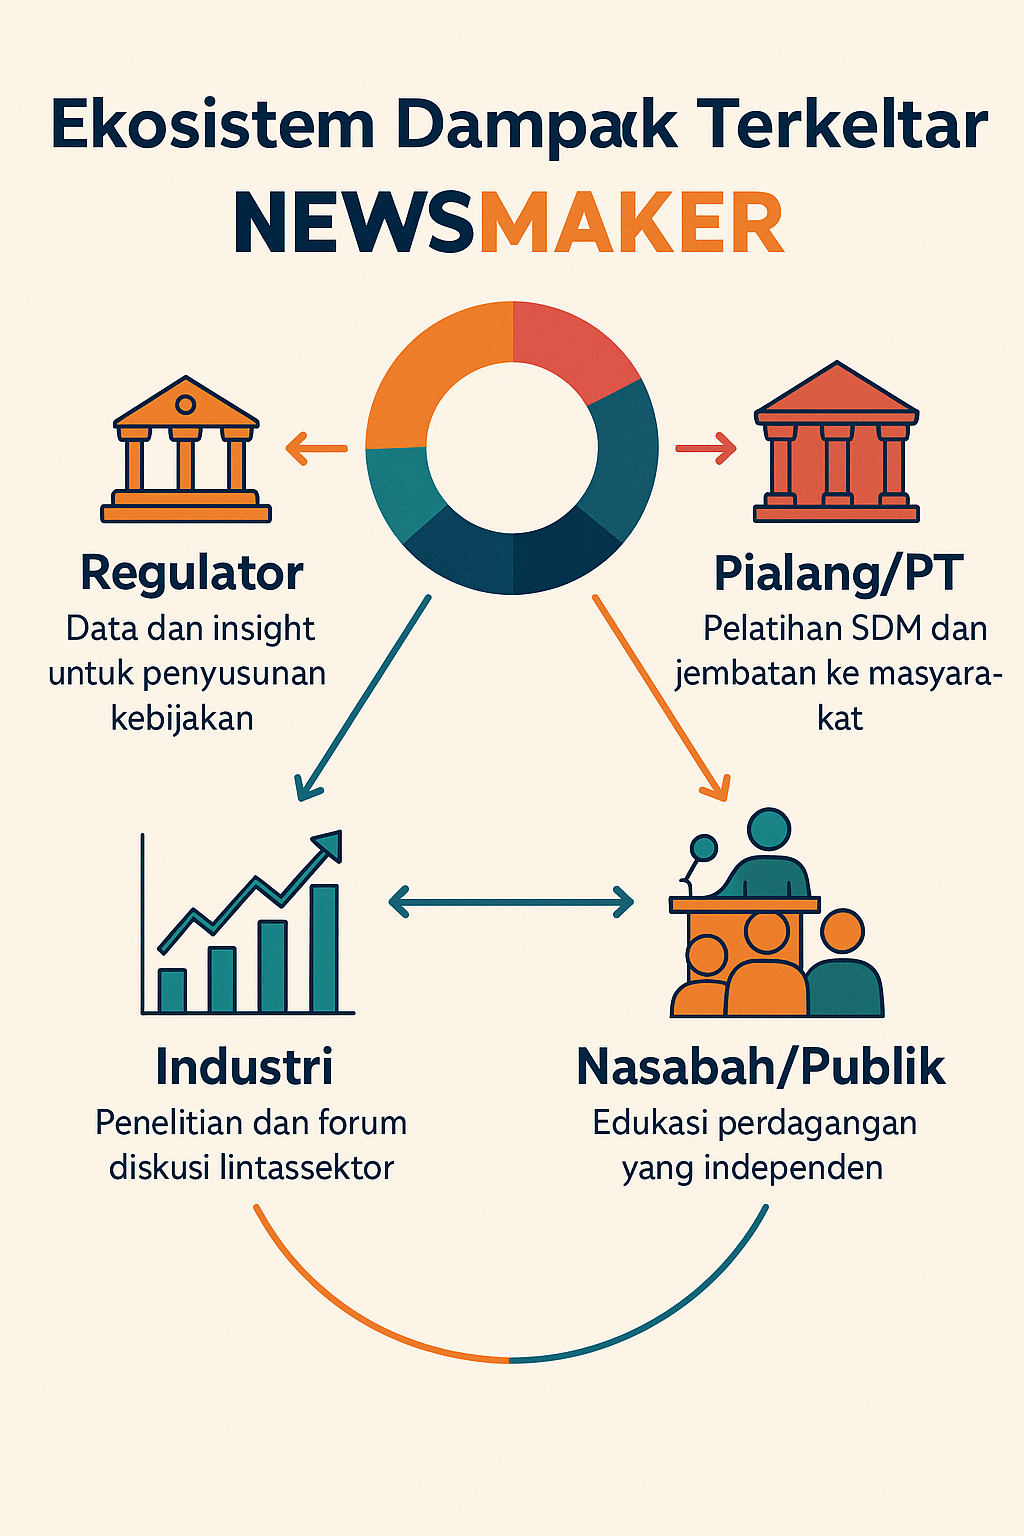 Ekosistem Dampak Terkeltar
NEWSMAKER
Regulator
Data dan insight
untuk penyusunan
kebijakan
Pialang/PT
Pelatihan SDM dan
jembatan ke masyara-
kat
Industri
Penelitian dan forum
diskusi lintassektor
Nasabah/Publik
Edukasi perdagangan
yang independen